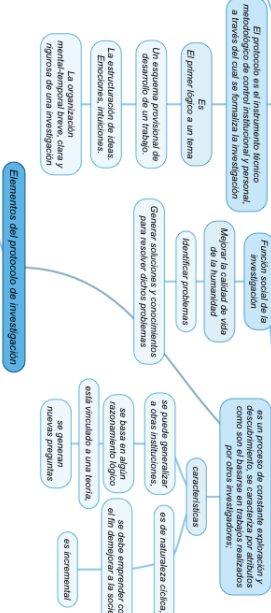 El protocolo es el instrumento técnico
metodológico de control institucional y personal,
a través del cual se formaliza la investigación
Es
El primer lógico a un tema
Un esquema provisional de
desarrollo de un trabajo.
La estructuración de ideas.
Emociones, intuiciones.
La organización
mental-temporal breve, clara y
rigurosa de una investigación
Función social de la
investigación
Mejorar la calidad de vida
de la humanidad
Identificar problemas
Generar soluciones y conocimientos
para resolver dichos problemas
Elementos del protocolo de investigación
es un proceso de constante exploración y
descubrimiento, se caracteriza por atributos
como son el basarse en trabajos realizados
por otros investigadores;
características
se puede generalizar
a otras instituciones,
se basa en algún
razonamiento lógico
está vinculado a una teoría,
se generan
nuevas preguntas
es de naturaleza cíclica,
se debe emprender co
el fin demejorar a la socie
es incremental